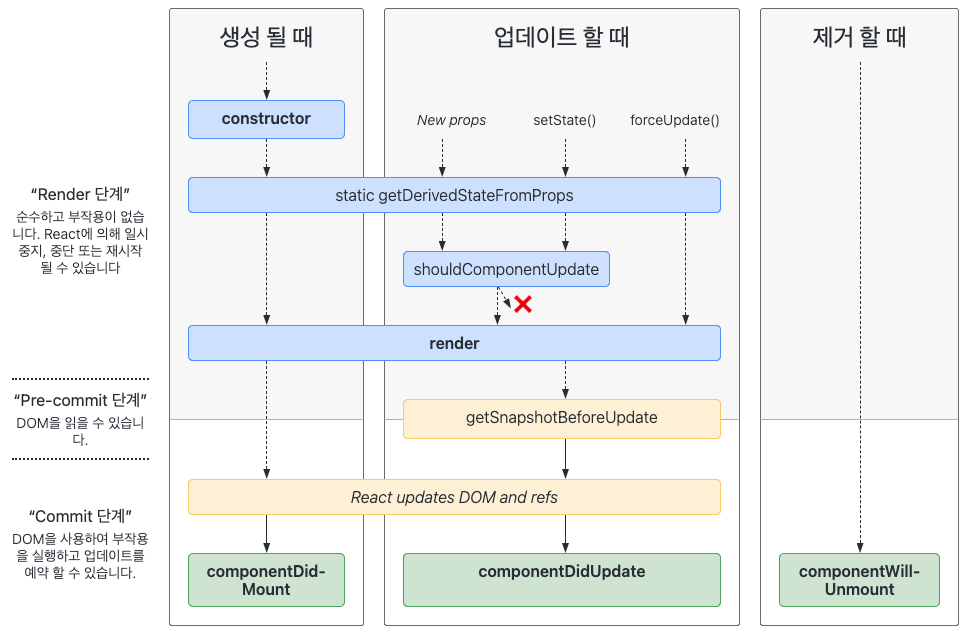 생성 될 때
업데이트 할 때
제거 할 때
constructor
New props
setState()
forceUpdate()
“Render 단계”
순수하고 부작용이 없습
니다. React에 의해 일시
중지, 중단 또는 재시작
될 수 있습니다
static getDerivedStateFromProps
shouldComponentUpdate
render
“Pre-commit 단계”
DOM을 읽을 수 있습니
다.
getSnapshotBeforeUpdate
React updates DOM and refs
“Commit 단계”
DOM을 사용하여 부작용
을 실행하고 업데이트를
예약 할 수 있습니다.
componentDid-
Mount
componentDidUpdate
componentWill-
Unmount